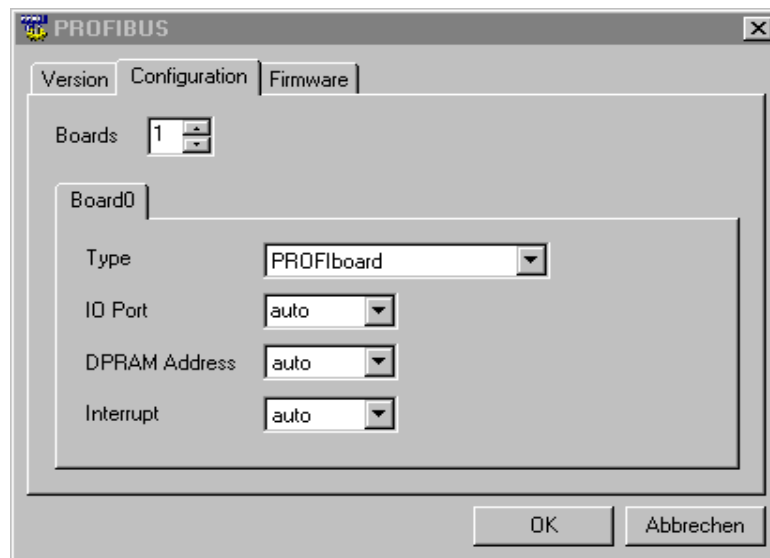 PROFIBUS
Version Configuration Firmware
Boards 1
Board0
Type PROFIboard
IO Port auto
DPRAM Address auto
Interrupt auto
OK Abbrechen